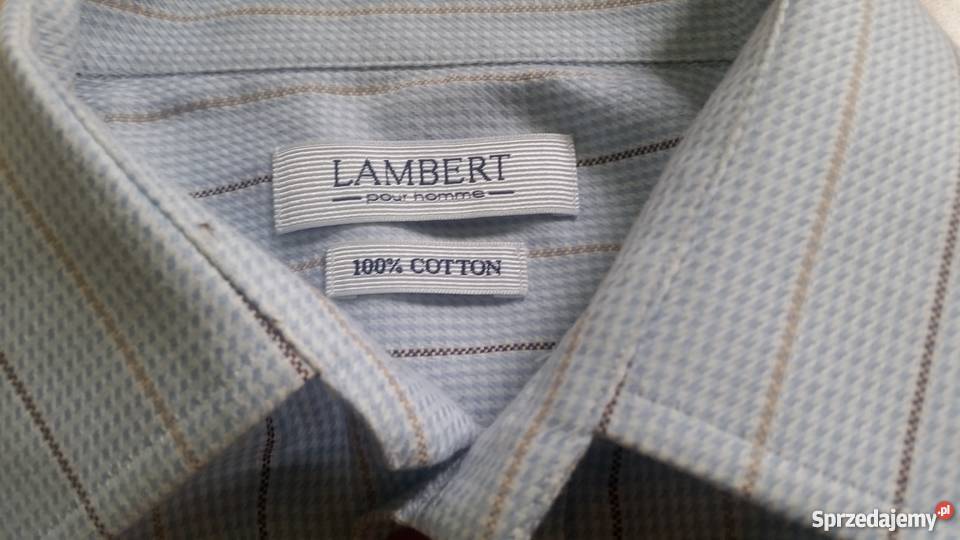 LAMBERT
pour homme
100% COTTON
Sprzedajemy.pl